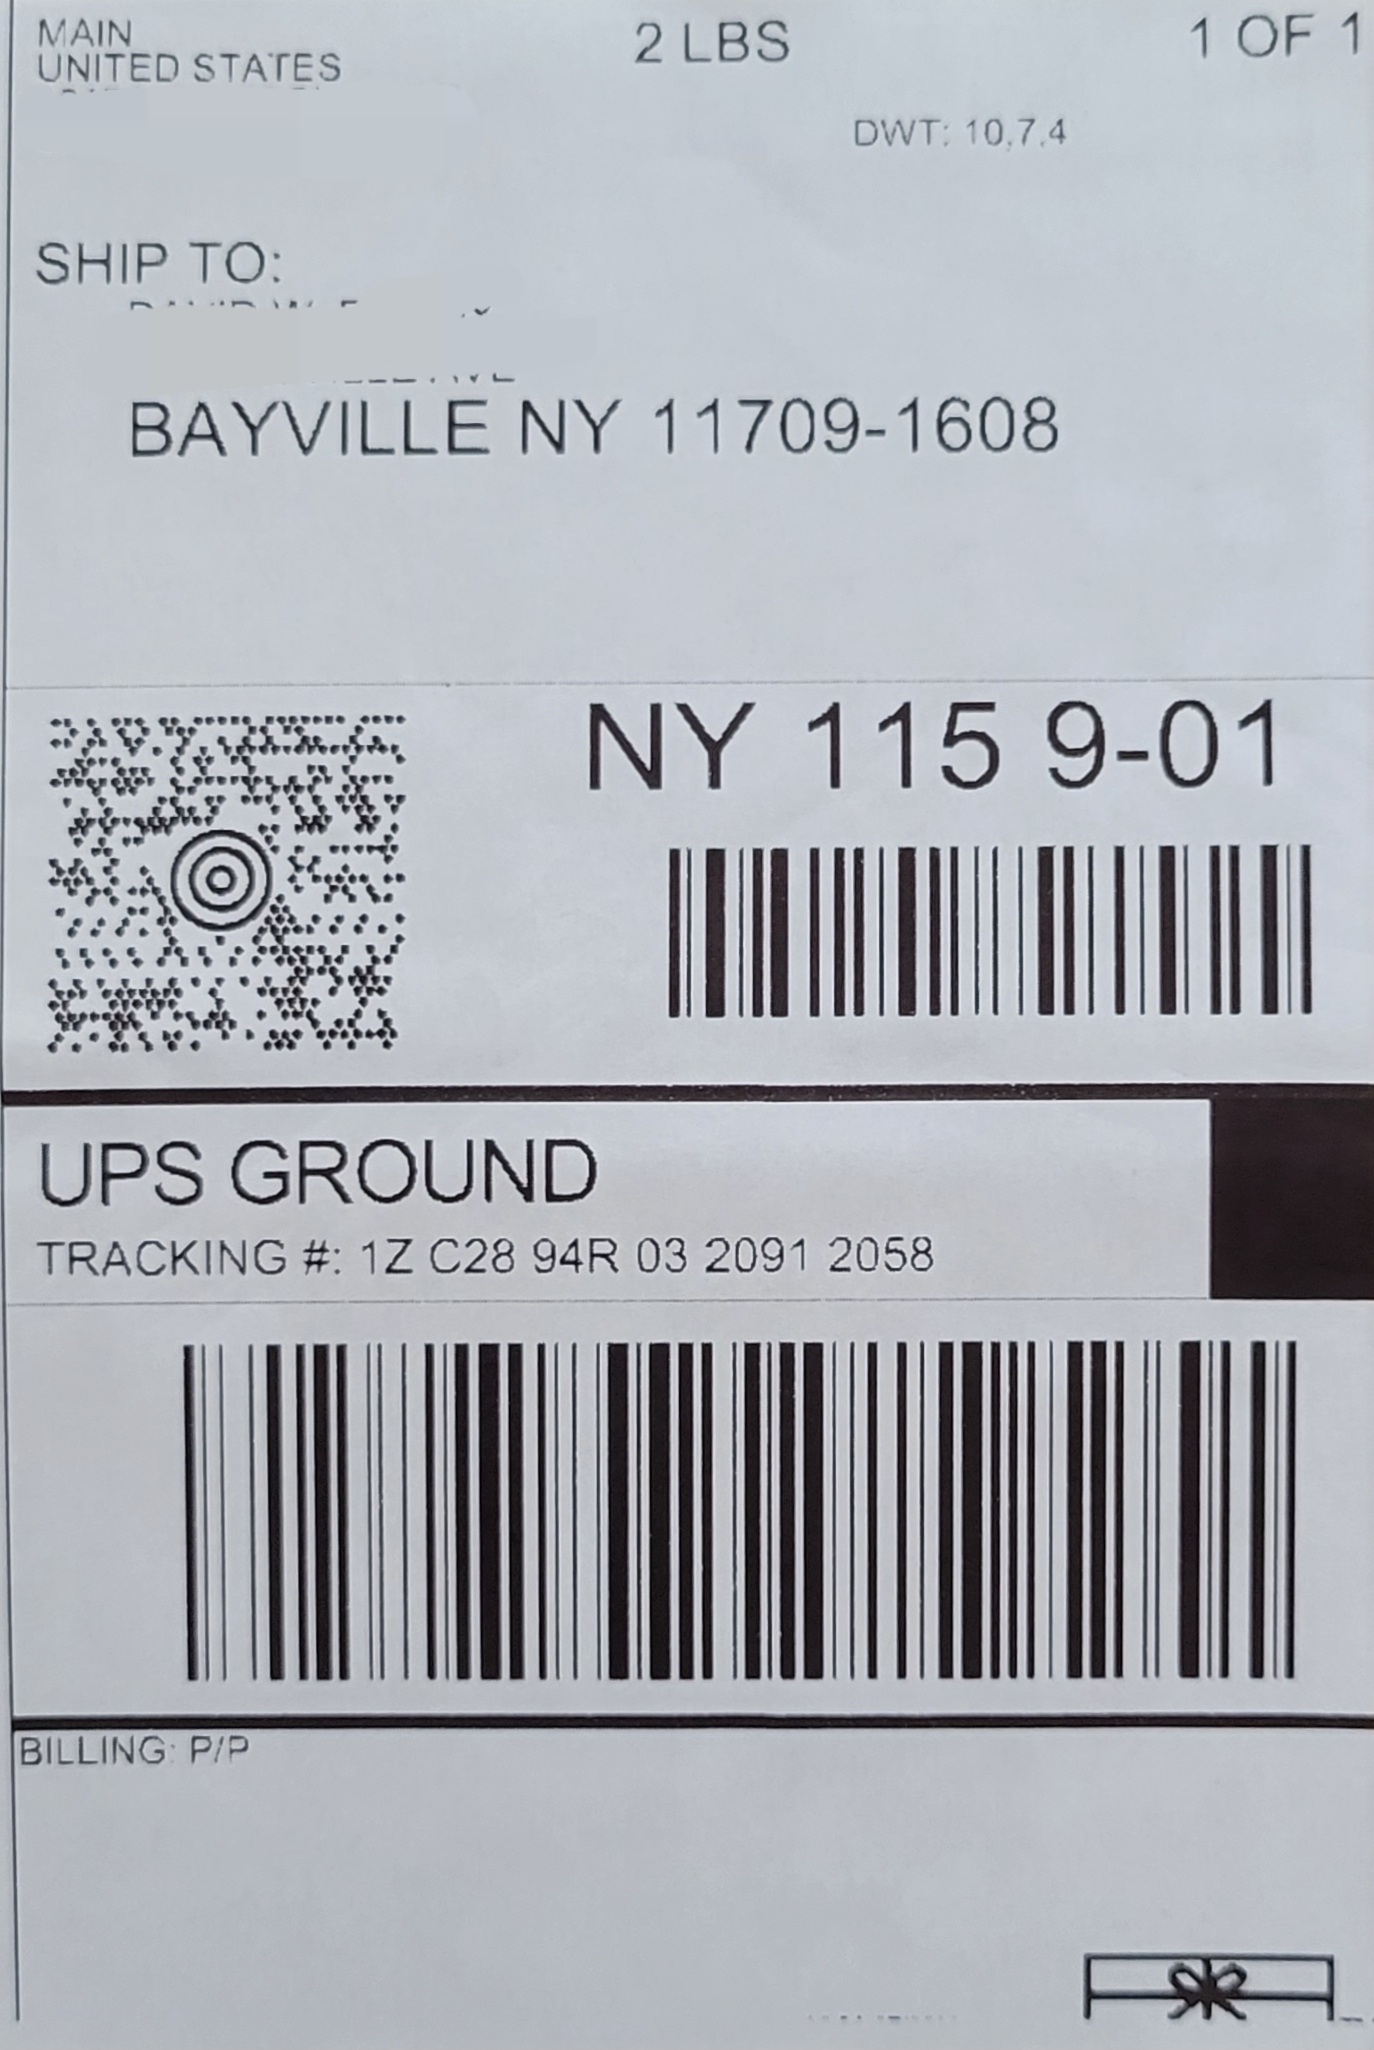 MAIN
UNITED STATES
2 LBS
1 OF 1
DWT: 10,7,4
SHIP TO:
BAYVILLE NY 11709-1608
NY 115 9-01
UPS GROUND
TRACKING #: 1Z C28 94R 03 2091 2058
BILLING: P/P